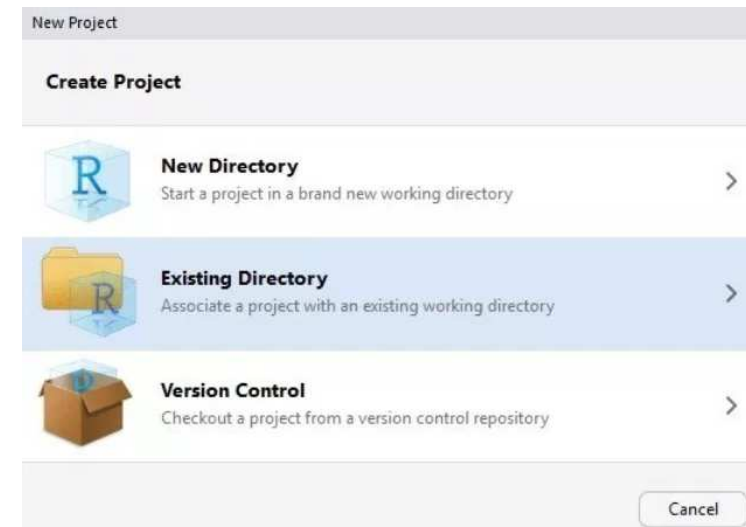 New Project
Create Project
R
New Directory
Start a project in a brand new working directory
R
Existing Directory
Associate a project with an existing working directory
Version Control
Checkout a project from a version control repository
Cancel